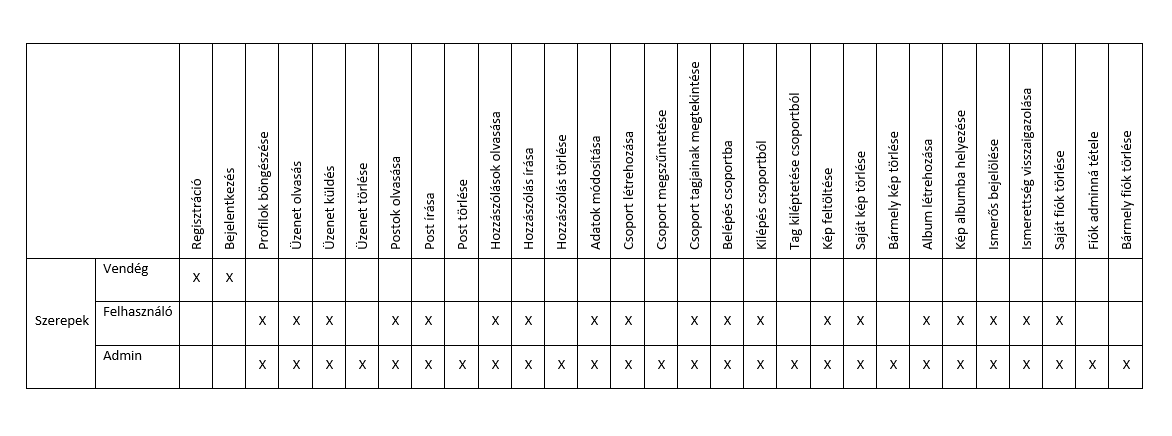 Regisztráció
Bejelentkezés
Profilok böngészése
Üzenet olvasás
Üzenet küldés
Üzenet törlése
Postok olvasása
Post írása
Post törlése
Hozzászólások olvasása
Hozzászólás írása
Hozzászólás törlése
Adatok módosítása
Csoport létrehozása
Csoport megszűntetése
Csoport tagjainak megtekintése
Belépés csoportba
Kilépés csoportból
Tag kiléptetése csoportból
Kép feltöltése
Saját kép törlése
Bármely kép törlése
Album létrehozása
Kép albumba helyezése
Ismerős bejelölése
Ismerettség visszaigazolása
Saját fiók törlése
Fiók adminná tétele
Bármely fiók törlése
Szerepek
Vendég X X
Felhasználó X X X X X X X X X X X X X X X X X X X
Admin X X X X X X X X X X X X X X X X X X X X X X X X X X X